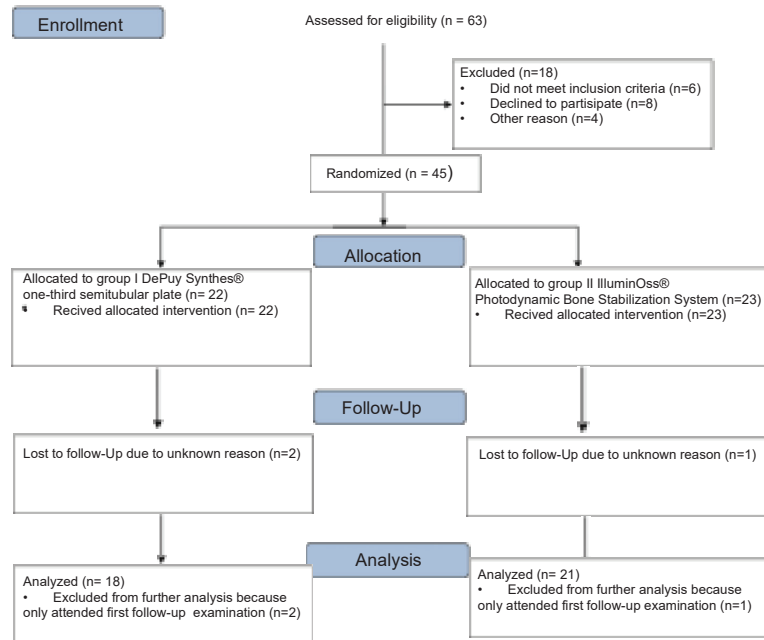 Enrollment
Assessed for eligibility (n = 63)
Excluded (n=18)
• Did not meet inclusion criteria (n=6)
• Declined to partisipate (n=8)
• Other reason (n=4)
Randomized (n = 45)
Allocation
Allocated to group I DePuy Synthes®
one-third semitubular plate (n= 22)
• Recived allocated intervention (n= 22)
Allocated to group II IlluminOss®
Photodynamic Bone Stabilization System (n=23)
• Recived allocated intervention (n=23)
Follow-Up
Lost to follow-Up due to unknown reason (n=2)
Lost to follow-Up due to unknown reason (n=1)
Analysis
Analyzed (n= 18)
• Excluded from further analysis because
only attended first follow-up examination (n=2)
Analyzed (n= 21)
• Excluded from further analysis because
only attended first follow-up examination (n=1)